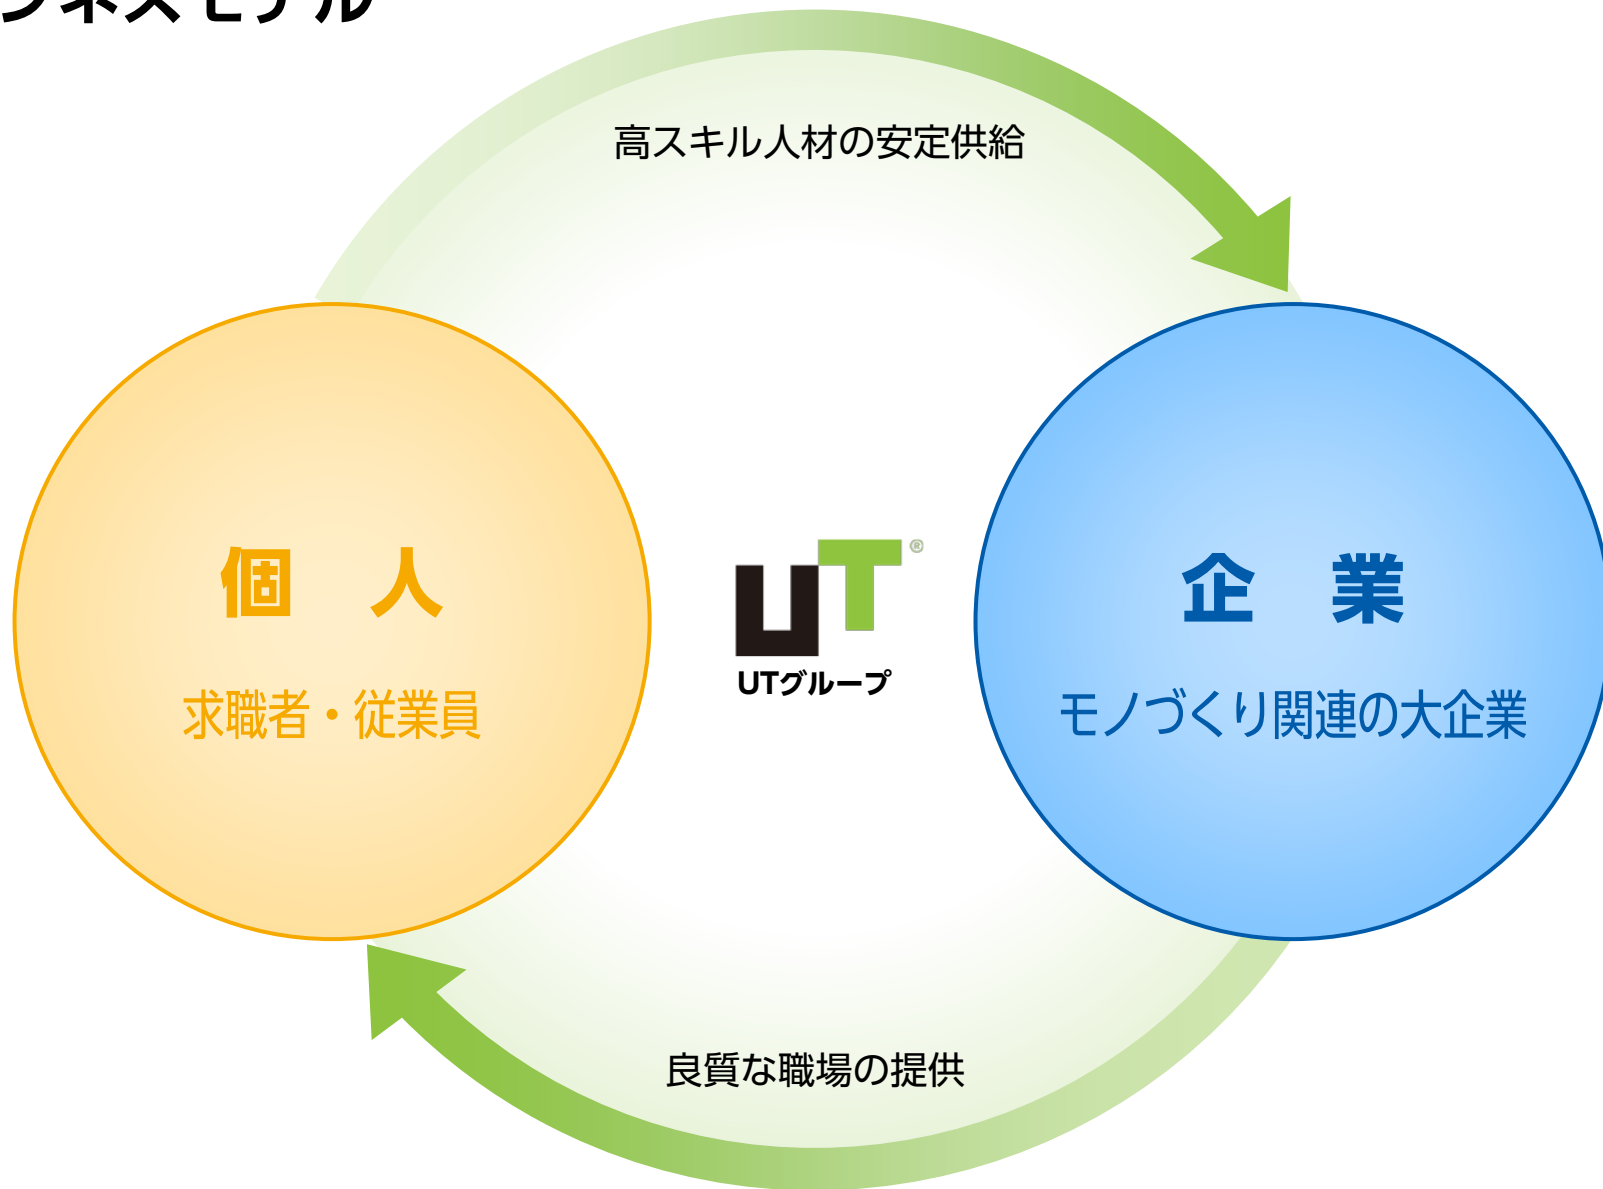 高スキル人材の安定供給
個 人
求職者・従業員
UT®
UTグループ
企 業
モノづくり関連の大企業
良質な職場の提供